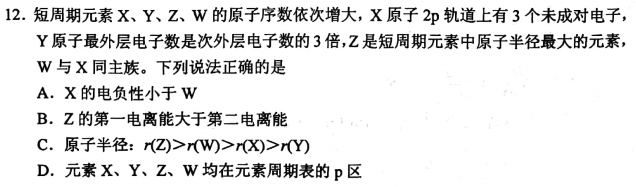 12. 短周期元素 X、Y、Z、W 的原子序数依次增大，X 原子 2p 轨道上有 3 个未成对电子，
Y 原子最外层电子数是次外层电子数的 3 倍，Z 是短周期元素中原子半径最大的元素，
W 与 X 同主族。下列说法正确的是
A．X 的电负性小于 W
B．Z 的第一电离能大于第二电离能
C．原子半径：r(Z)>r(W)>r(X)>r(Y)
D．元素 X、Y、Z、W 均在元素周期表的 p 区